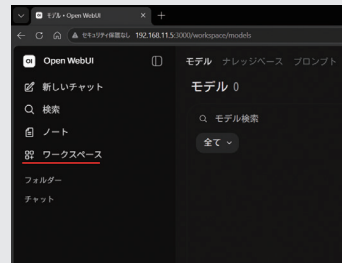 モデル • Open WebUI
セキュリティ保護なし 192.168.11.5:3000/workspace/models
OI Open WebUI
モデル ナレッジベース プロンプト
新しいチャット
モデル 0
検索
モデル検索
ノート
全て
ワークスペース
フォルダー
チャット